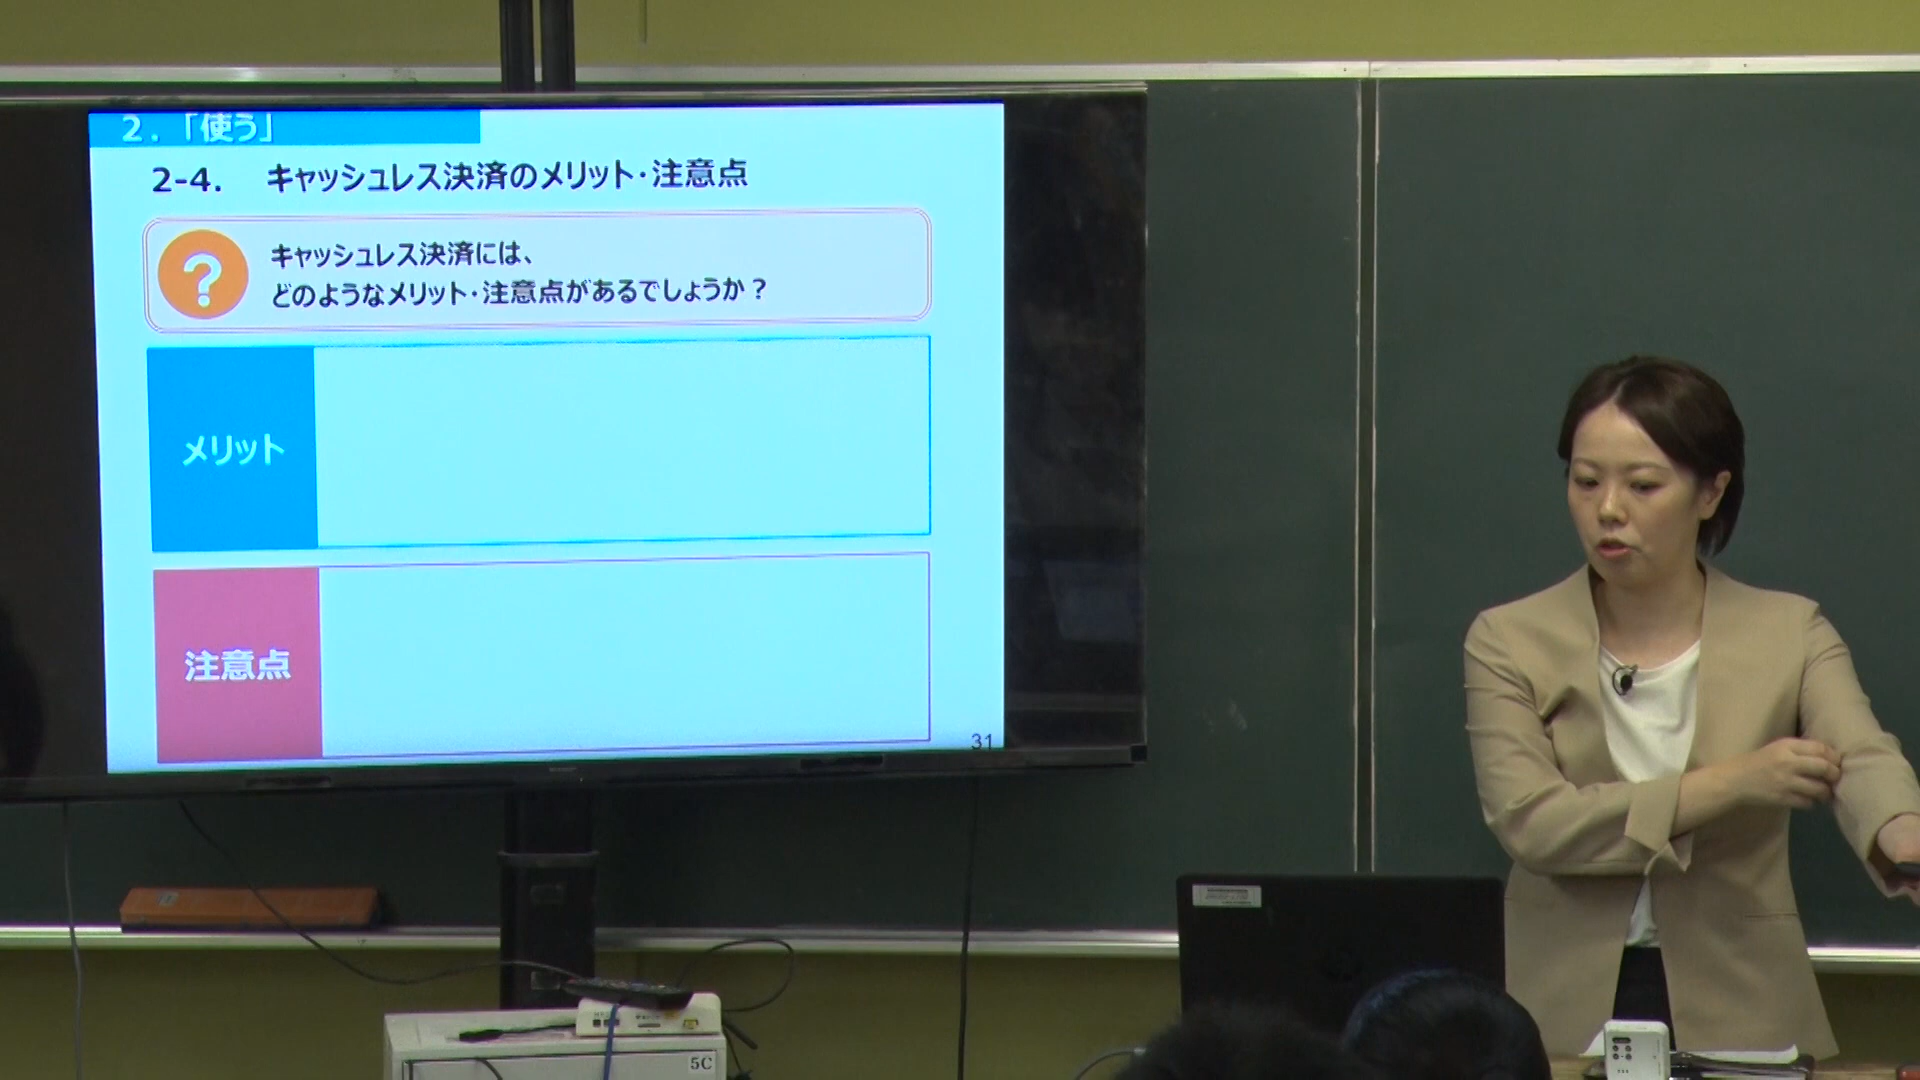 2．「使う」
2-4.　キャッシュレス決済のメリット・注意点
?
キャッシュレス決済には、
どのようなメリット・注意点があるでしょうか？
メリット
注意点
31
5C